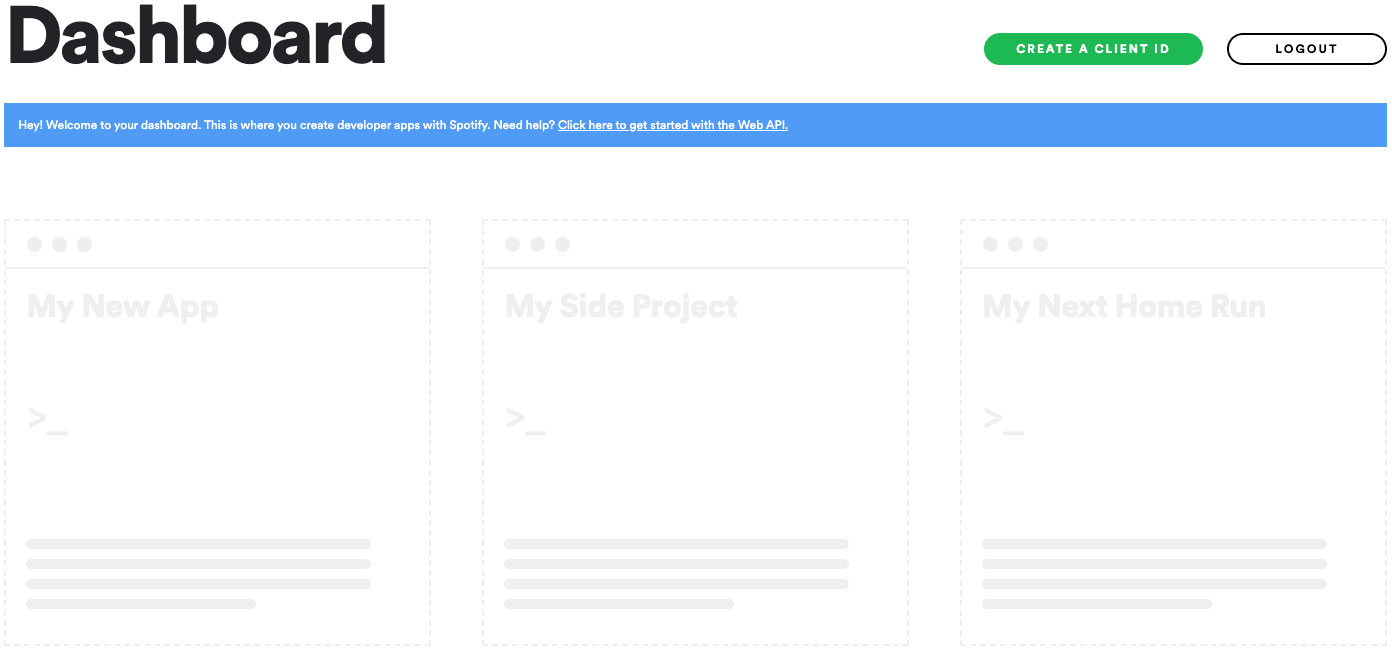 Dashboard
CREATE A CLIENT ID
LOGOUT
Hey! Welcome to your dashboard. This is where you create developer apps with Spotify. Need help? Click here to get started with the Web API.
My New App
My Side Project
My Next Home Run
>_
>_
>_